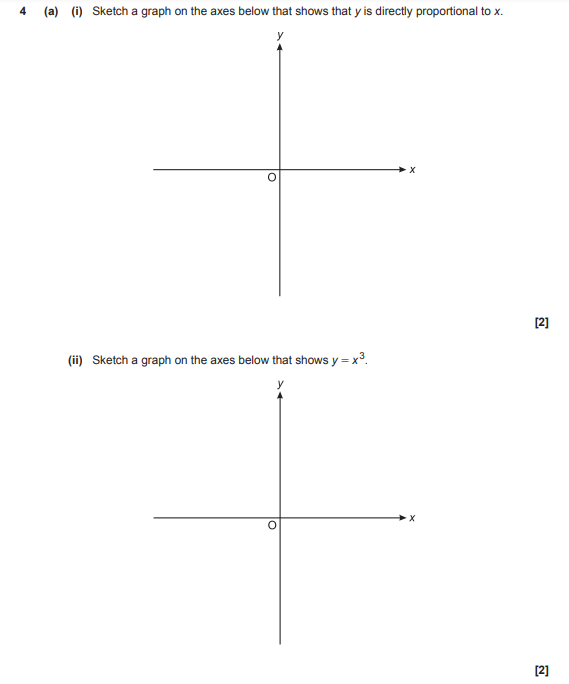 4 (a) (i) Sketch a graph on the axes below that shows that y is directly proportional to x.
y
x
O
[2]
(ii) Sketch a graph on the axes below that shows y = x³.
y
x
O
[2]